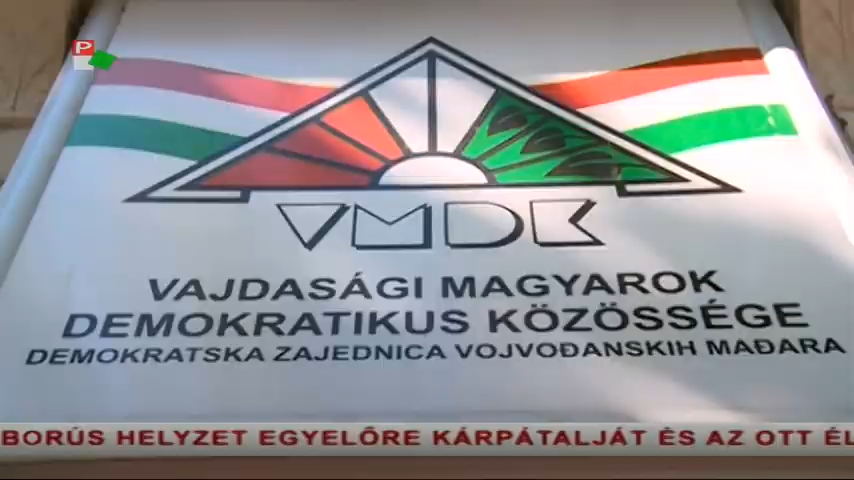 P
VMDK
VAJDASÁGI MAGYAROK
DEMOKRATIKUS KÖZÖSSÉGE
DEMOKRATSKA ZAJEDNICA VOJVOĐANSKIH MAĐARA
BORÚS HELYZET EGYELŐRE KÁRPÁTALJÁT ÉS AZ OTT ÉL